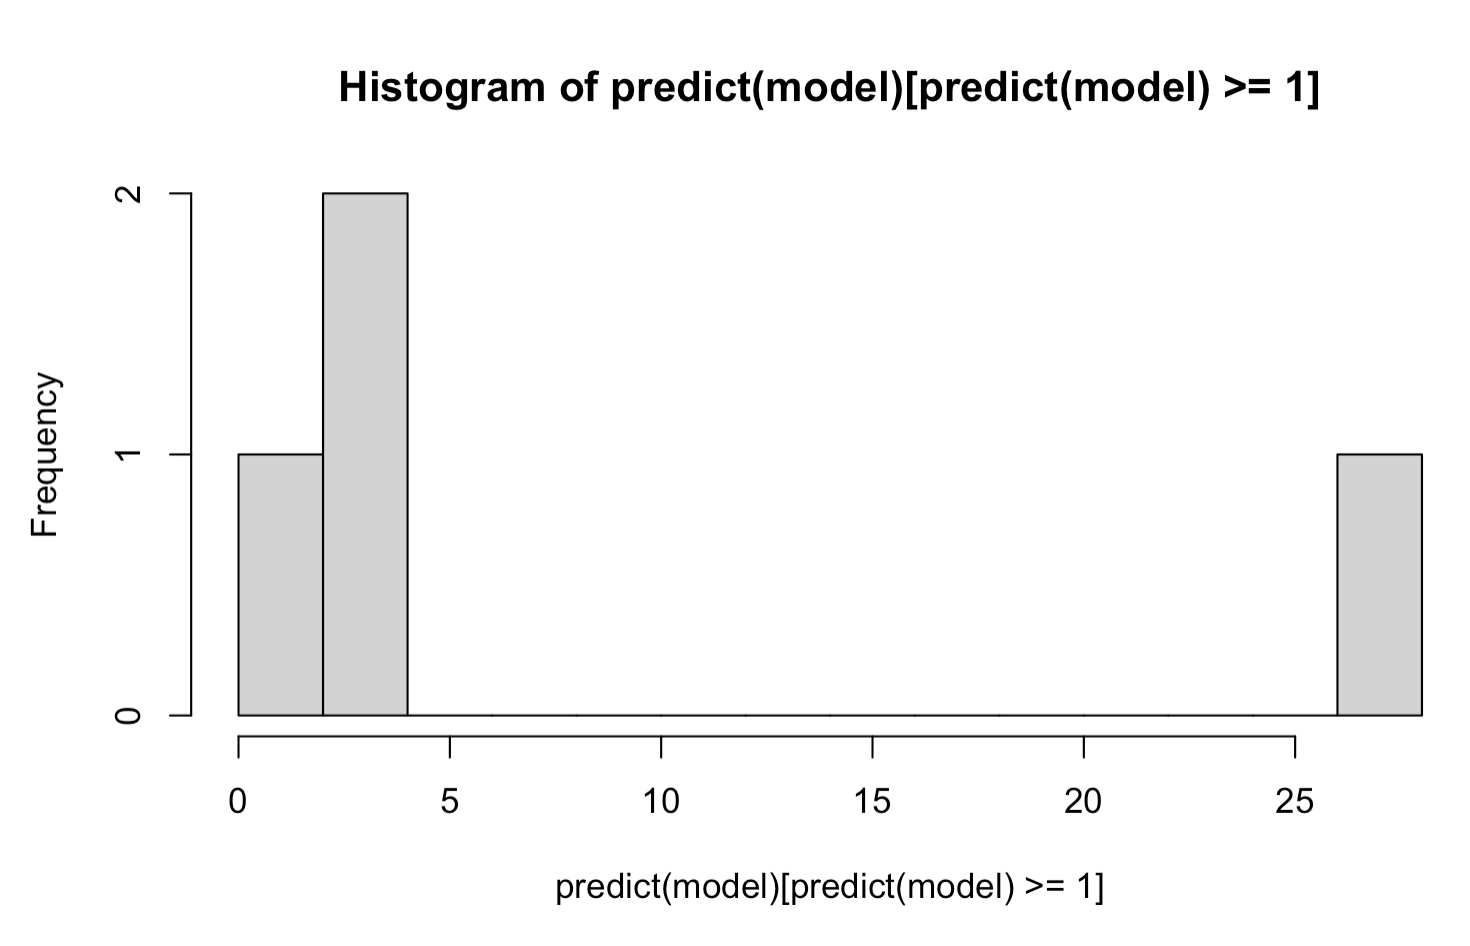 Histogram of predict(model)[predict(model) >= 1]
Frequency
2
1
0
0 5 10 15 20 25
predict(model)[predict(model) >= 1]